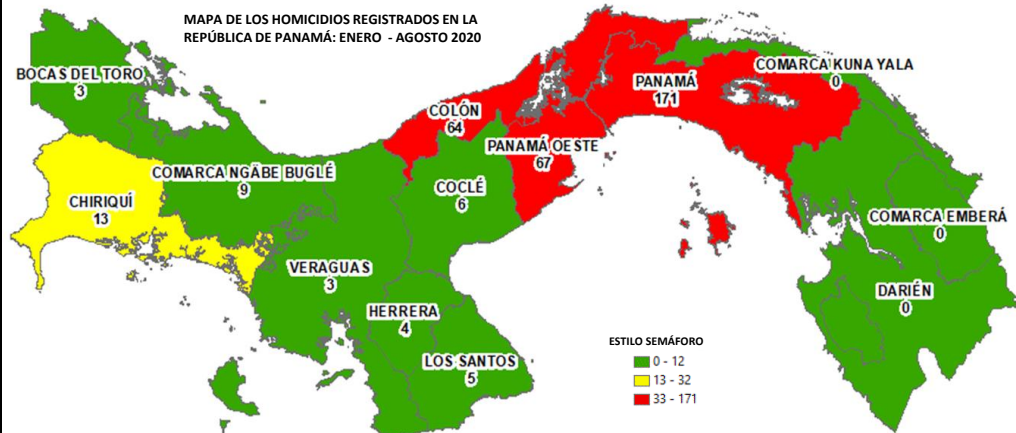 MAPA DE LOS HOMICIDIOS REGISTRADOS EN LA
REPÚBLICA DE PANAMÁ: ENERO - AGOSTO 2020
BOCAS DEL TORO
3
COMARCA KUNA YALA
0
PANAMÁ
171
COLÓN
64
PANAMÁ OESTE
67
COMARCA NGÄBE BUGLÉ
9
COCLÉ
6
CHIRIQUÍ
13
COMARCA EMBERÁ
0
VERAGUAS
3
DARIÉN
0
HERRERA
4
LOS SANTOS
5
ESTILO SEMÁFORO
0 - 12
13 - 32
33 - 171